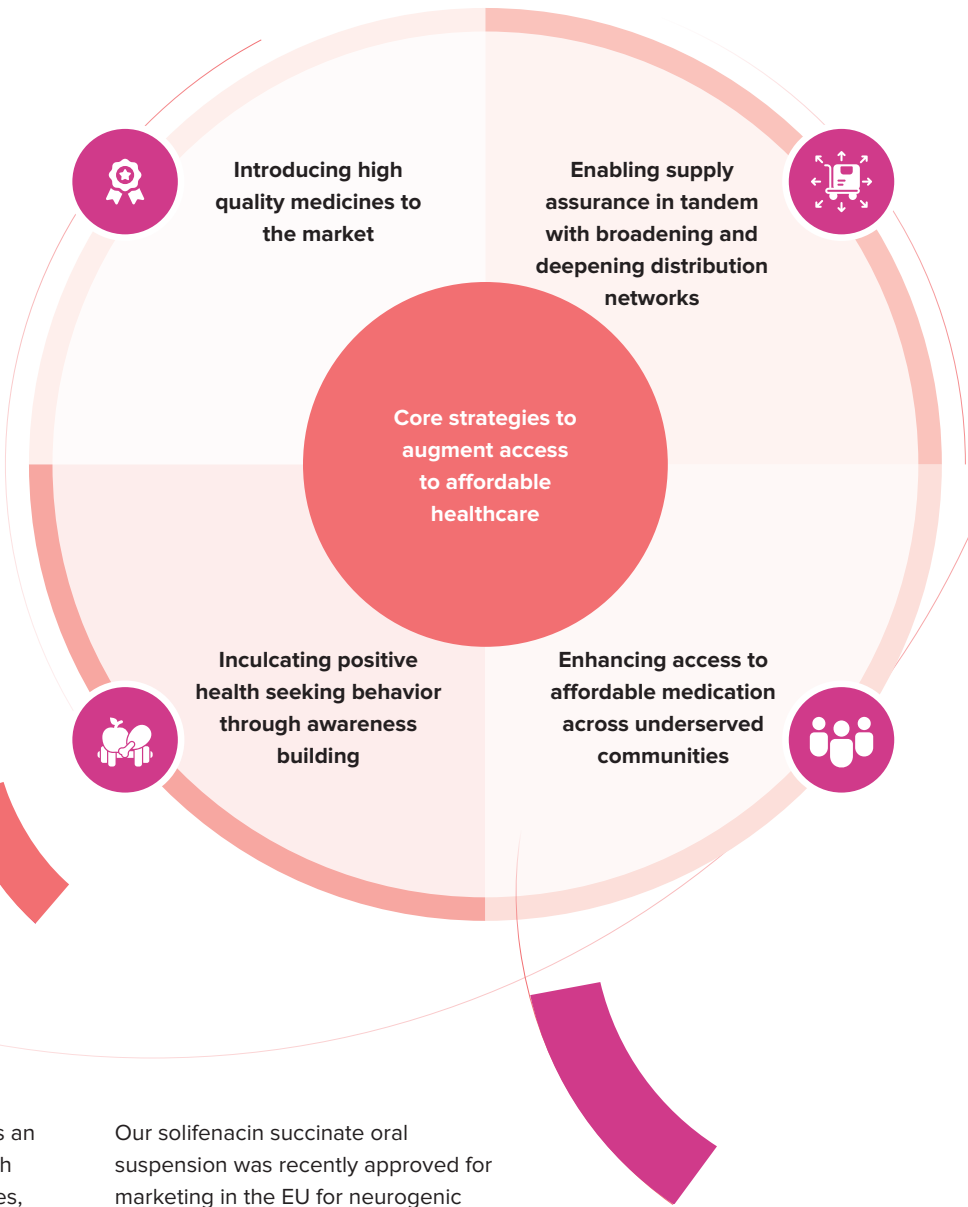 Introducing high
quality medicines to
the market
Enabling supply
assurance in tandem
with broadening and
deepening distribution
networks
Core strategies to
augment access
to affordable
healthcare
Inculcating positive
health seeking behavior
through awareness
building
Enhancing access to
affordable medication
across underserved
communities
an
Our solifenacin succinate oral
suspension was recently approved for
marketing in the EU for neurogenic